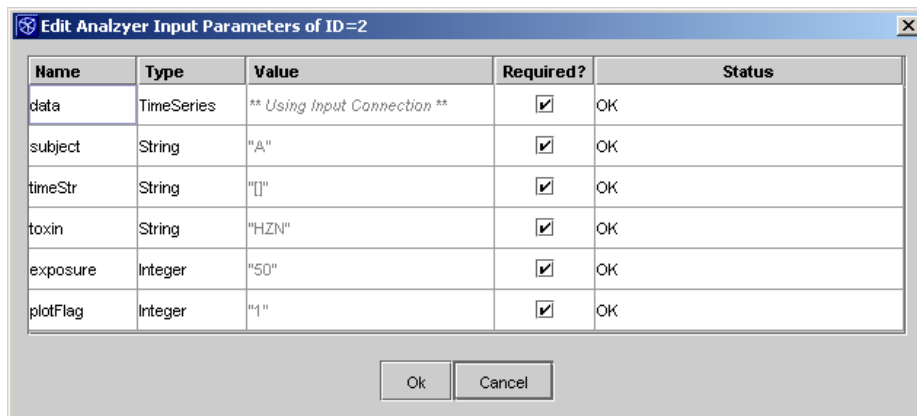 Edit Analzyer Input Parameters of ID=2
Name Type Value Required? Status
data TimeSeries ** Using Input Connection ** OK
subject String "A" OK
timeStr String "[]" OK
toxin String "HZN" OK
exposure Integer "50" OK
plotFlag Integer "1" OK
Ok Cancel